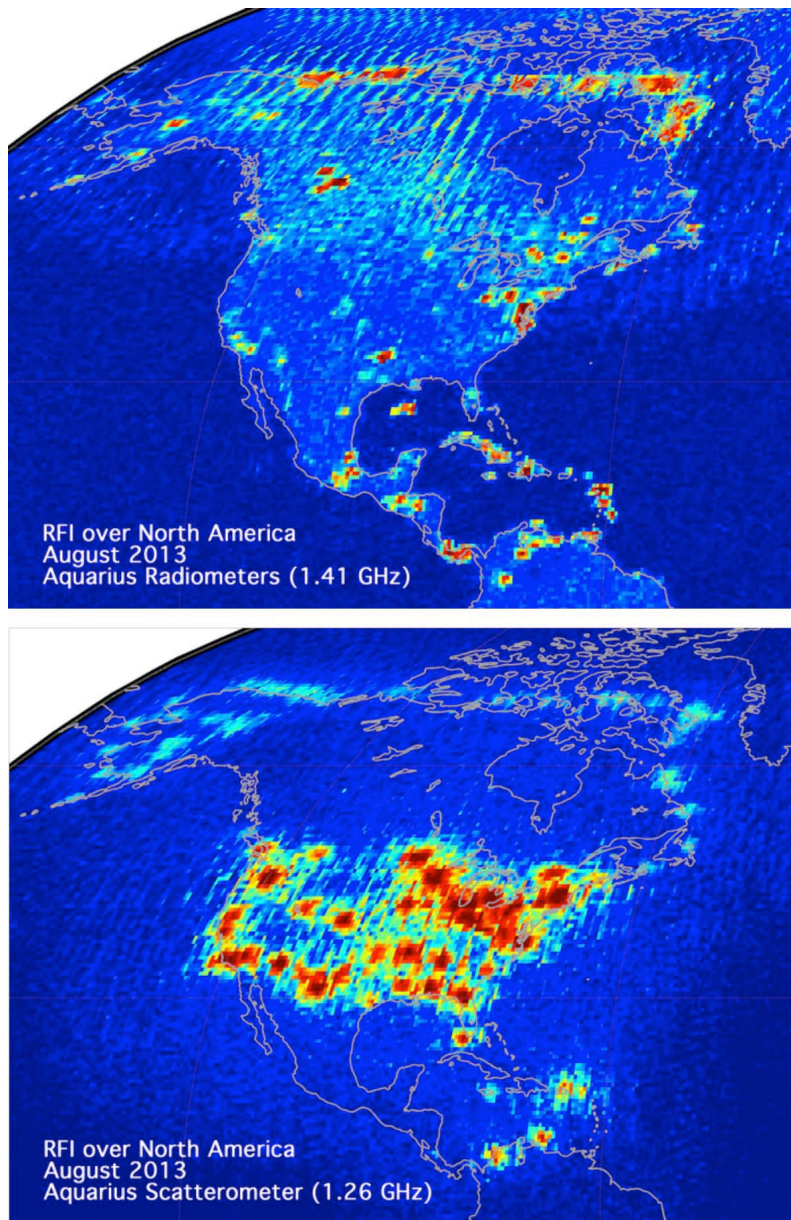 RFI over North America
August 2013
Aquarius Radiometers (1.41 GHz)
RFI over North America
August 2013
Aquarius Scatterometer (1.26 GHz)